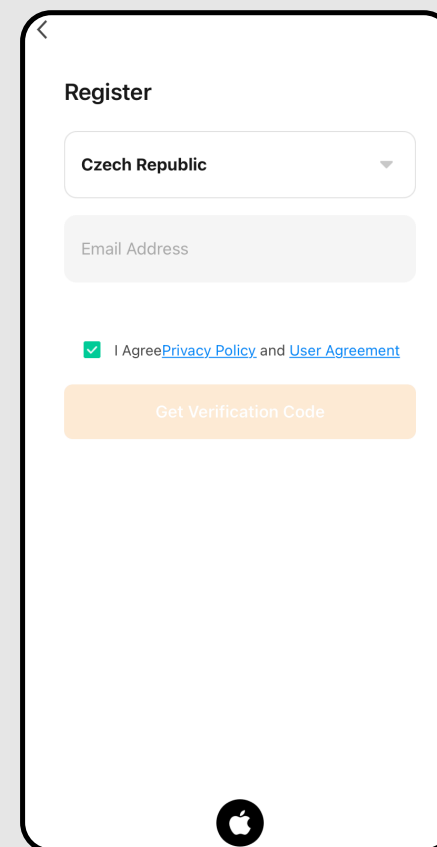 Register
Czech Republic
Email Address
I AgreePrivacy Policy and User Agreement
Get Verification Code